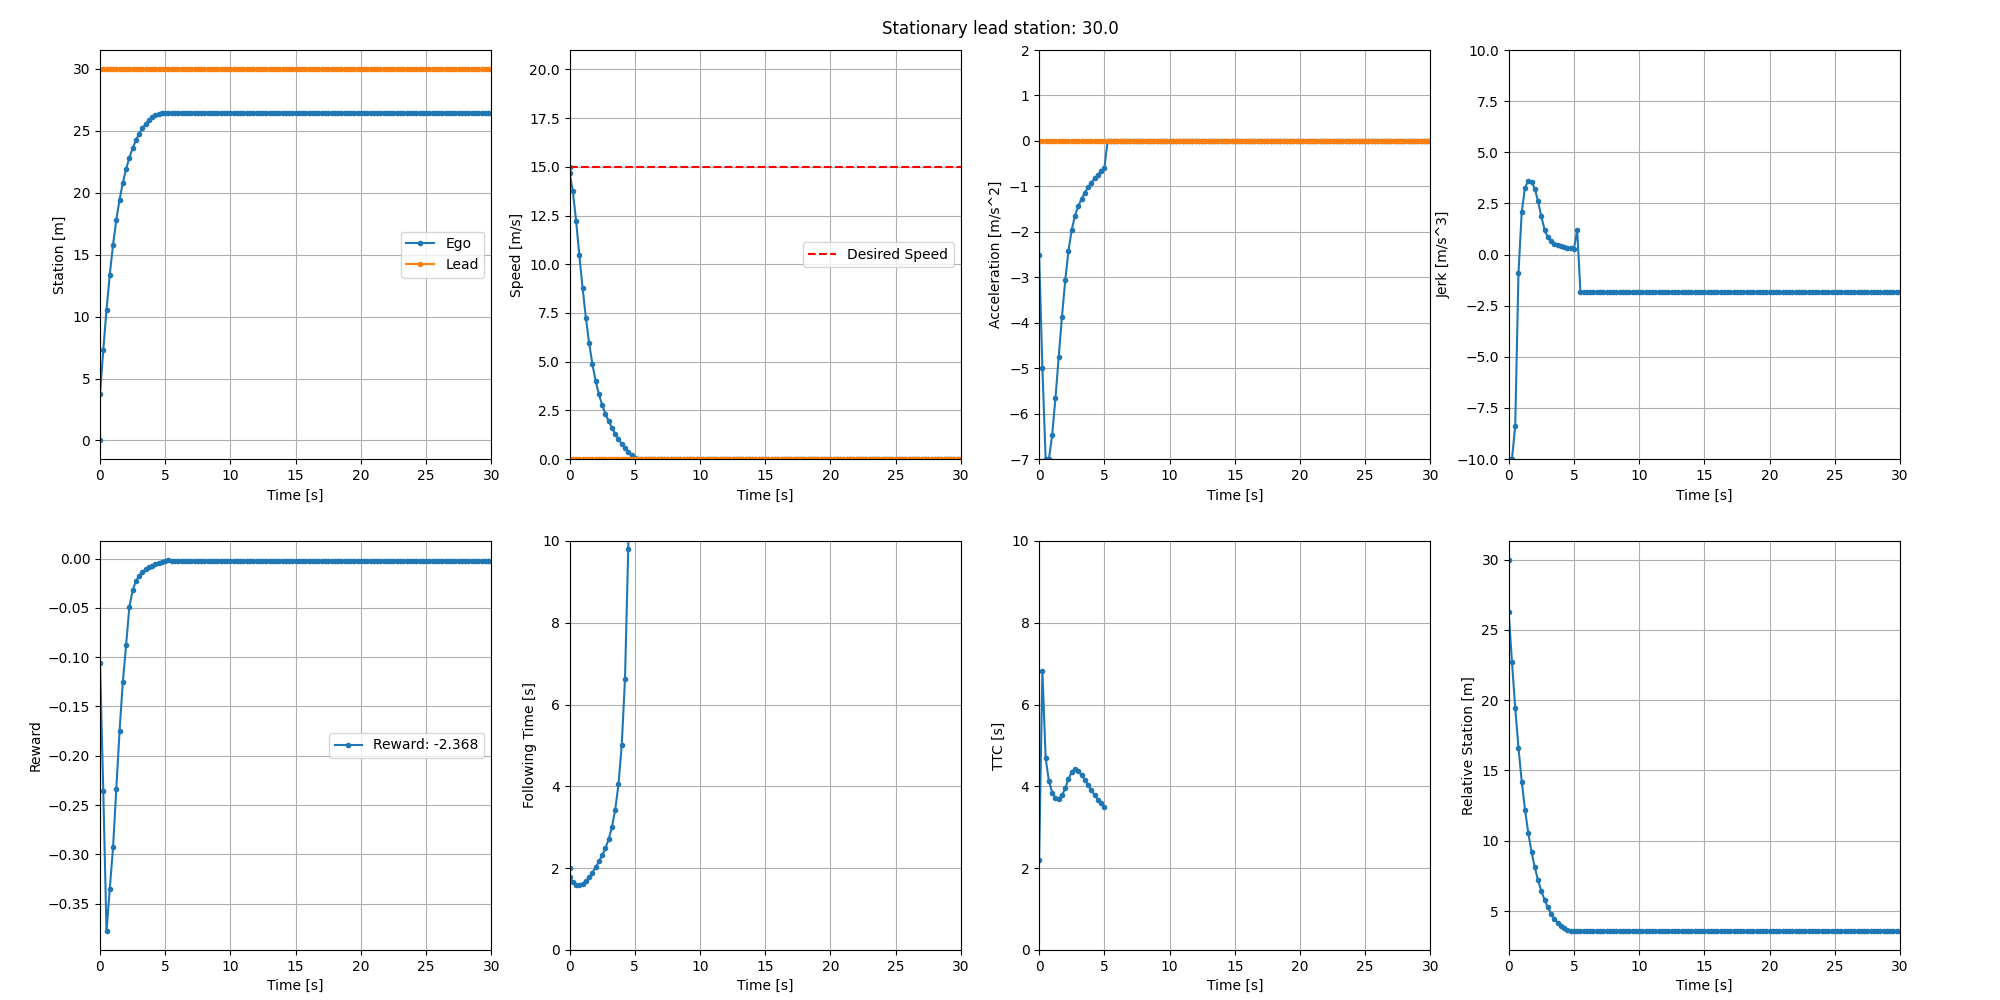 Stationary lead station: 30.0
Station [m]
30
25
20
15
10
5
0
Ego
Lead
0 5 10 15 20 25 30
Time [s]
Speed [m/s]
20.0
17.5
15.0
12.5
10.0
7.5
5.0
2.5
0.0
Desired Speed
0 5 10 15 20 25 30
Time [s]
Acceleration [m/s^2]
2
1
0
−1
−2
−3
−4
−5
−6
−7
0 5 10 15 20 25 30
Time [s]
Jerk [m/s^3]
10.0
7.5
5.0
2.5
0.0
−2.5
−5.0
−7.5
−10.0
0 5 10 15 20 25 30
Time [s]
Reward
0.00
−0.05
−0.10
−0.15
−0.20
−0.25
−0.30
−0.35
Reward: -2.368
0 5 10 15 20 25 30
Time [s]
Following Time [s]
10
8
6
4
2
0
0 5 10 15 20 25 30
Time [s]
TTC [s]
10
8
6
4
2
0
0 5 10 15 20 25 30
Time [s]
Relative Station [m]
30
25
20
15
10
5
0 5 10 15 20 25 30
Time [s]